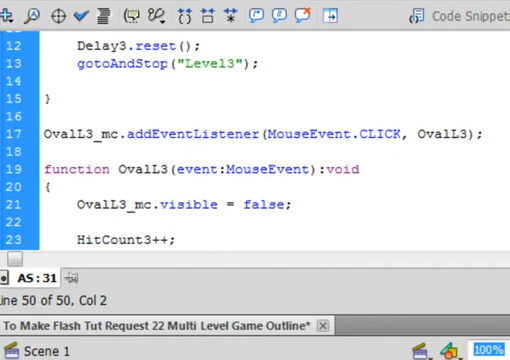 Code Snippets
12 Delay3.reset();
13 gotoAndStop("Level3");
14
15 }
16
17 OvalL3_mc.addEventListener(MouseEvent.CLICK, OvalL3);
18
19 function OvalL3(event:MouseEvent):void
20 {
21 OvalL3_mc.visible = false;
22
23 HitCount3++;
AS:31
Line 50 of 50, Col 2
To Make Flash Tut Request 22 Multi Level Game Outline*
Scene 1
100%